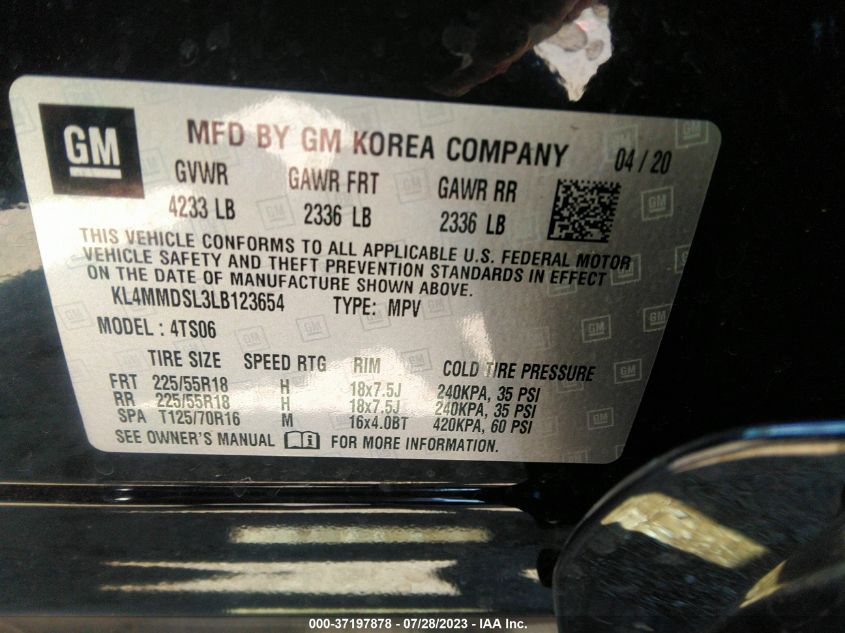 GM
MFD BY GM KOREA COMPANY 04 / 20
GVWR GAWR FRT GAWR RR
4233 LB 2336 LB 2336 LB
THIS VEHICLE CONFORMS TO ALL APPLICABLE U.S. FEDERAL MOTOR
VEHICLE SAFETY AND THEFT PREVENTION STANDARDS IN EFFECT
ON THE DATE OF MANUFACTURE SHOWN ABOVE.
KL4MMDSL3LB123654 TYPE: MPV
MODEL : 4TS06
TIRE SIZE SPEED RTG RIM COLD TIRE PRESSURE
FRT 225/55R18 H 18x7.5J 240KPA, 35 PSI
RR 225/55R18 H 18x7.5J 240KPA, 35 PSI
SPA T125/70R16 M 16x4.0BT 420KPA, 60 PSI
SEE OWNER'S MANUAL FOR MORE INFORMATION.
000-37197878 - 07/28/2023 - IAA Inc.